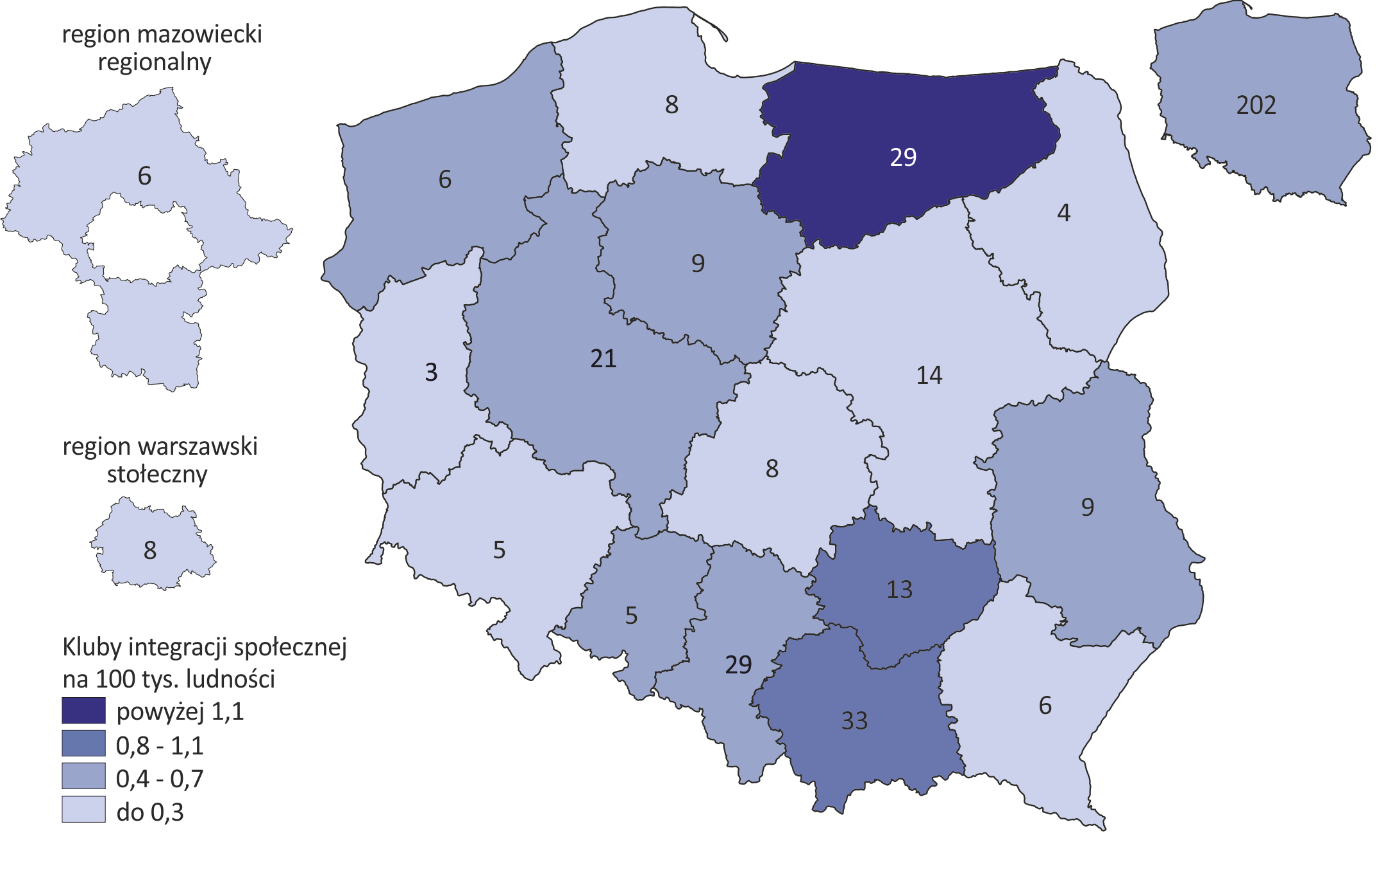 region mazowiecki
regionalny
6
region warszawski
stołeczny
8
Kluby integracji społecznej
na 100 tys. ludności
powyżej 1,1
0,8 - 1,1
0,4 - 0,7
do 0,3
8
202
29
6
4
9
21
3
14
8
9
5
13
5
29
33
6